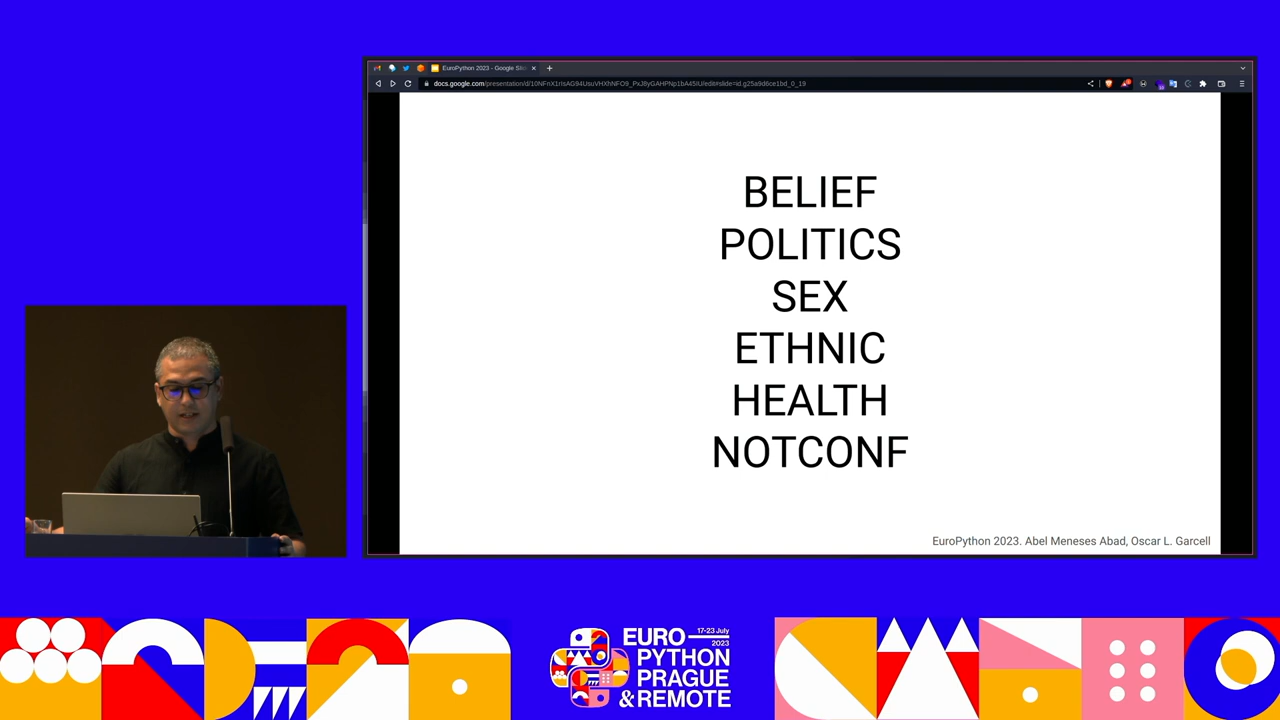 EuroPython 2023 - Google Slid
BELIEF
POLITICS
SEX
ETHNIC
HEALTH
NOTCONF
EuroPython 2023. Abel Meneses Abad, Oscar L. Garcell
EURO
17-23 July
2023
PYTHON
PRAGUE
& REMOTE